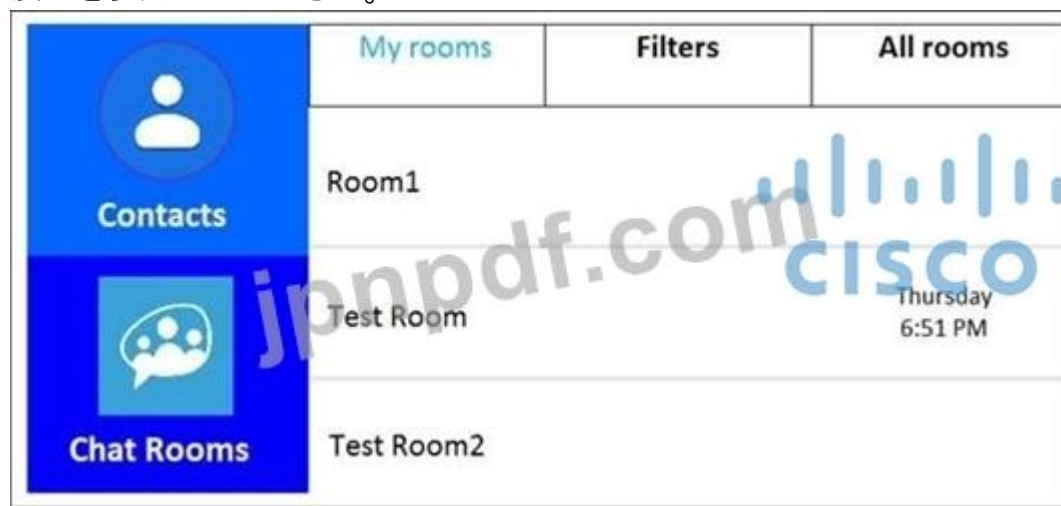 My rooms
Filters
All rooms
Contacts
Room1
CISCO
jpnpdf.com
Test Room
Thursday
6:51 PM
Chat Rooms
Test Room2